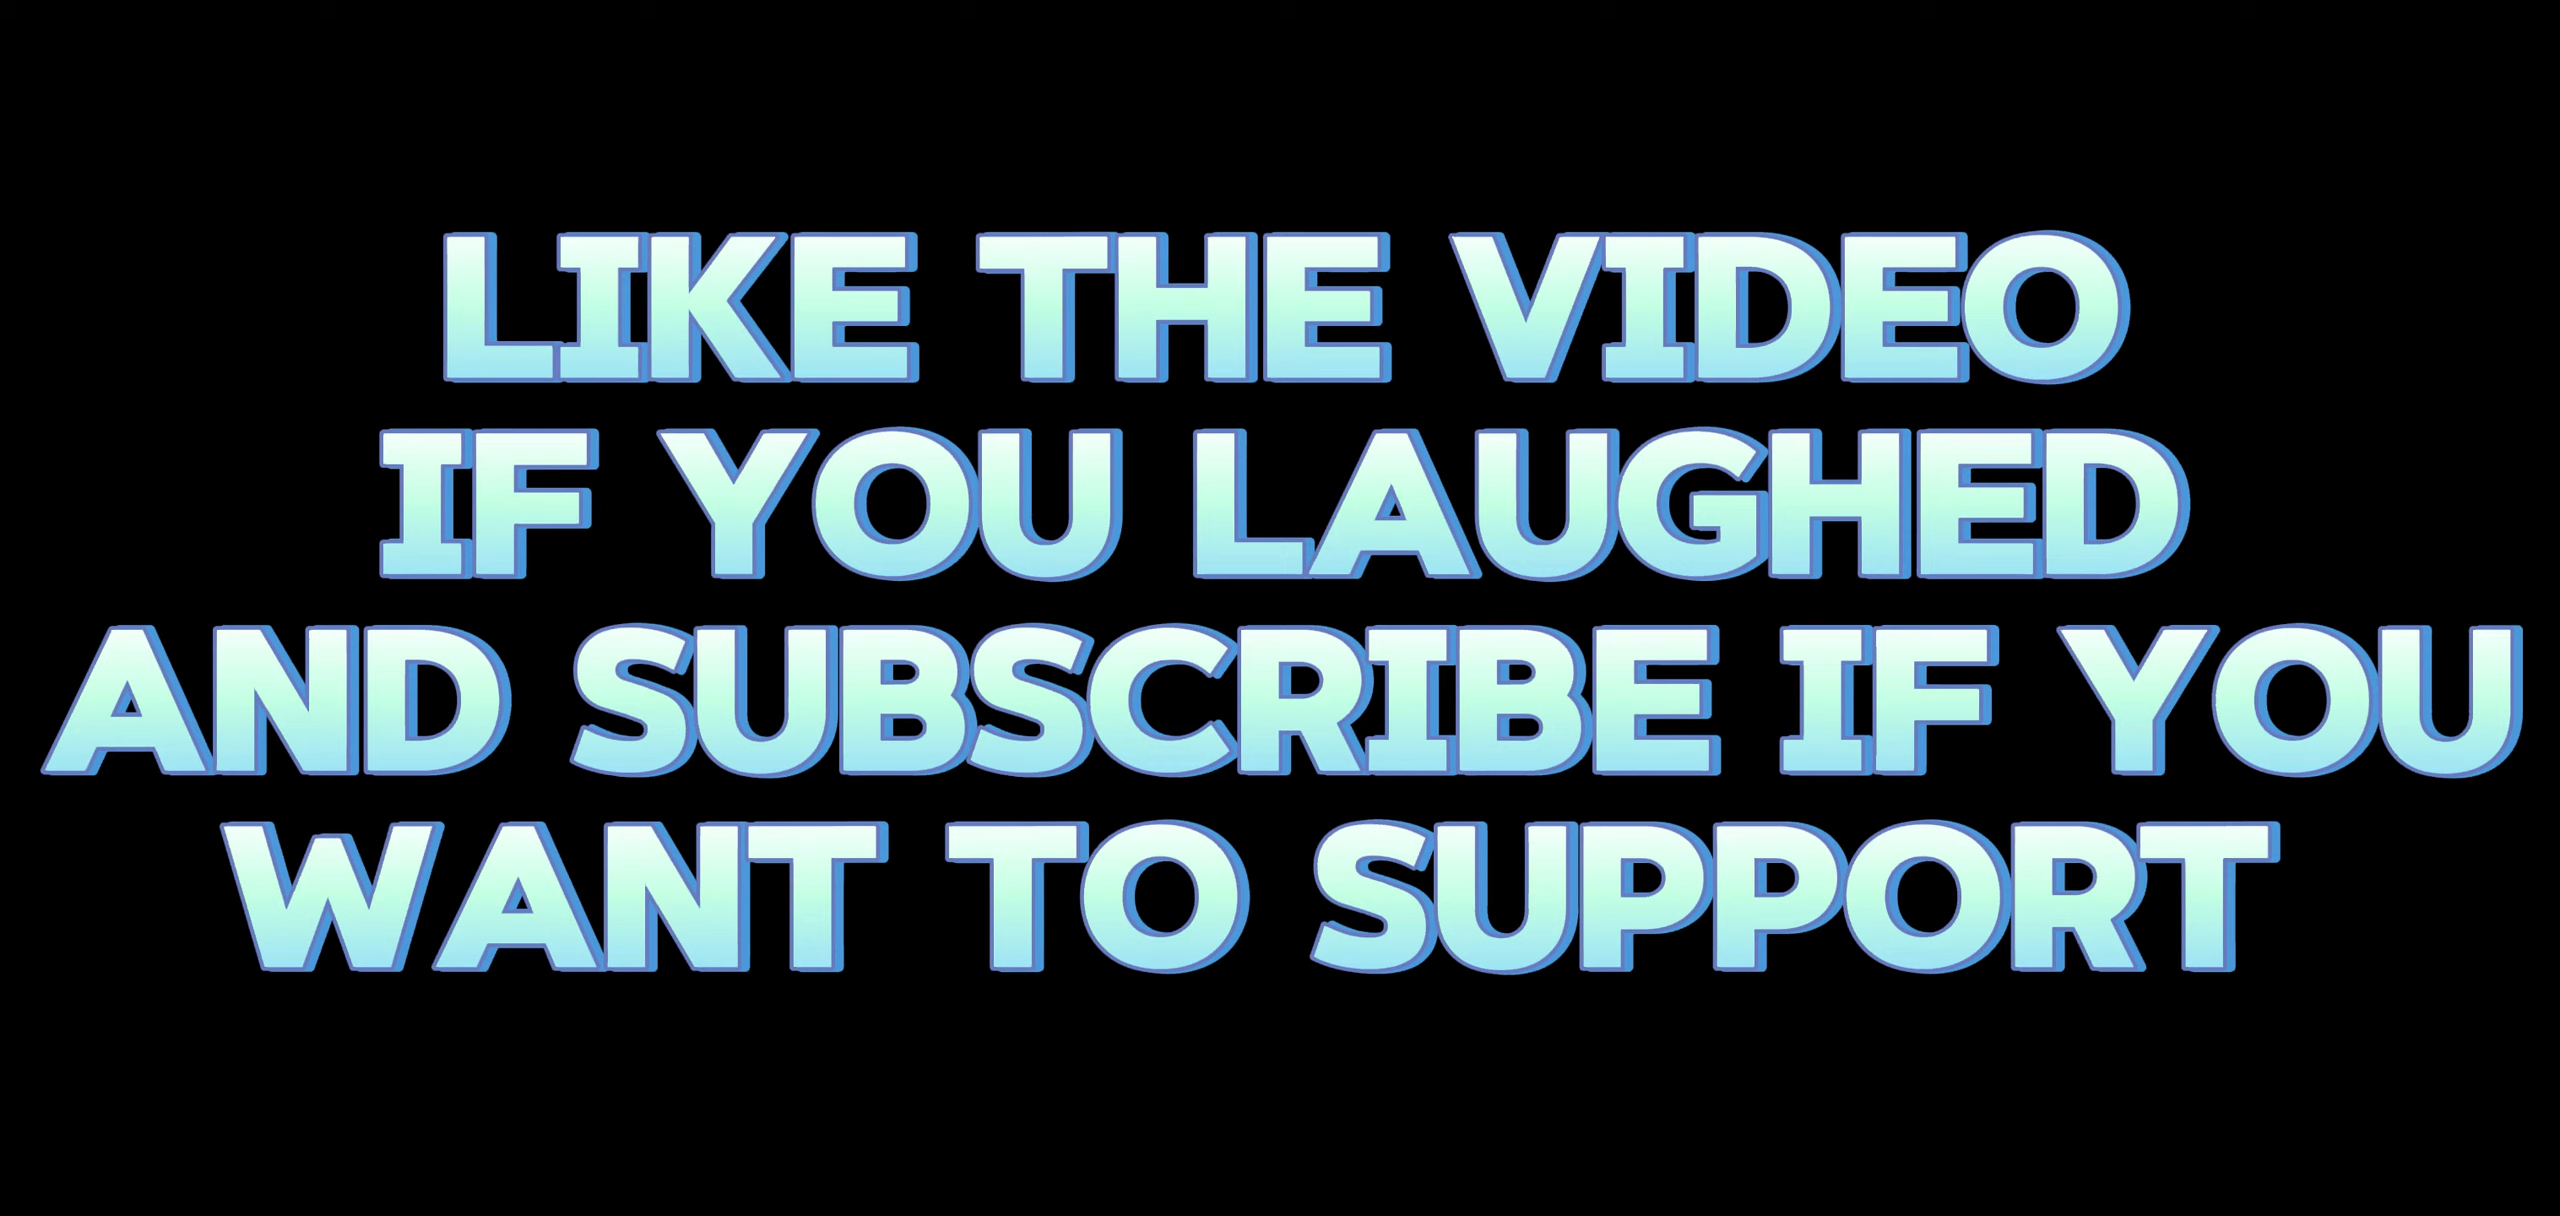 LIKE THE VIDEO
IF YOU LAUGHED
AND SUBSCRIBE IF YOU
WANT TO SUPPORT